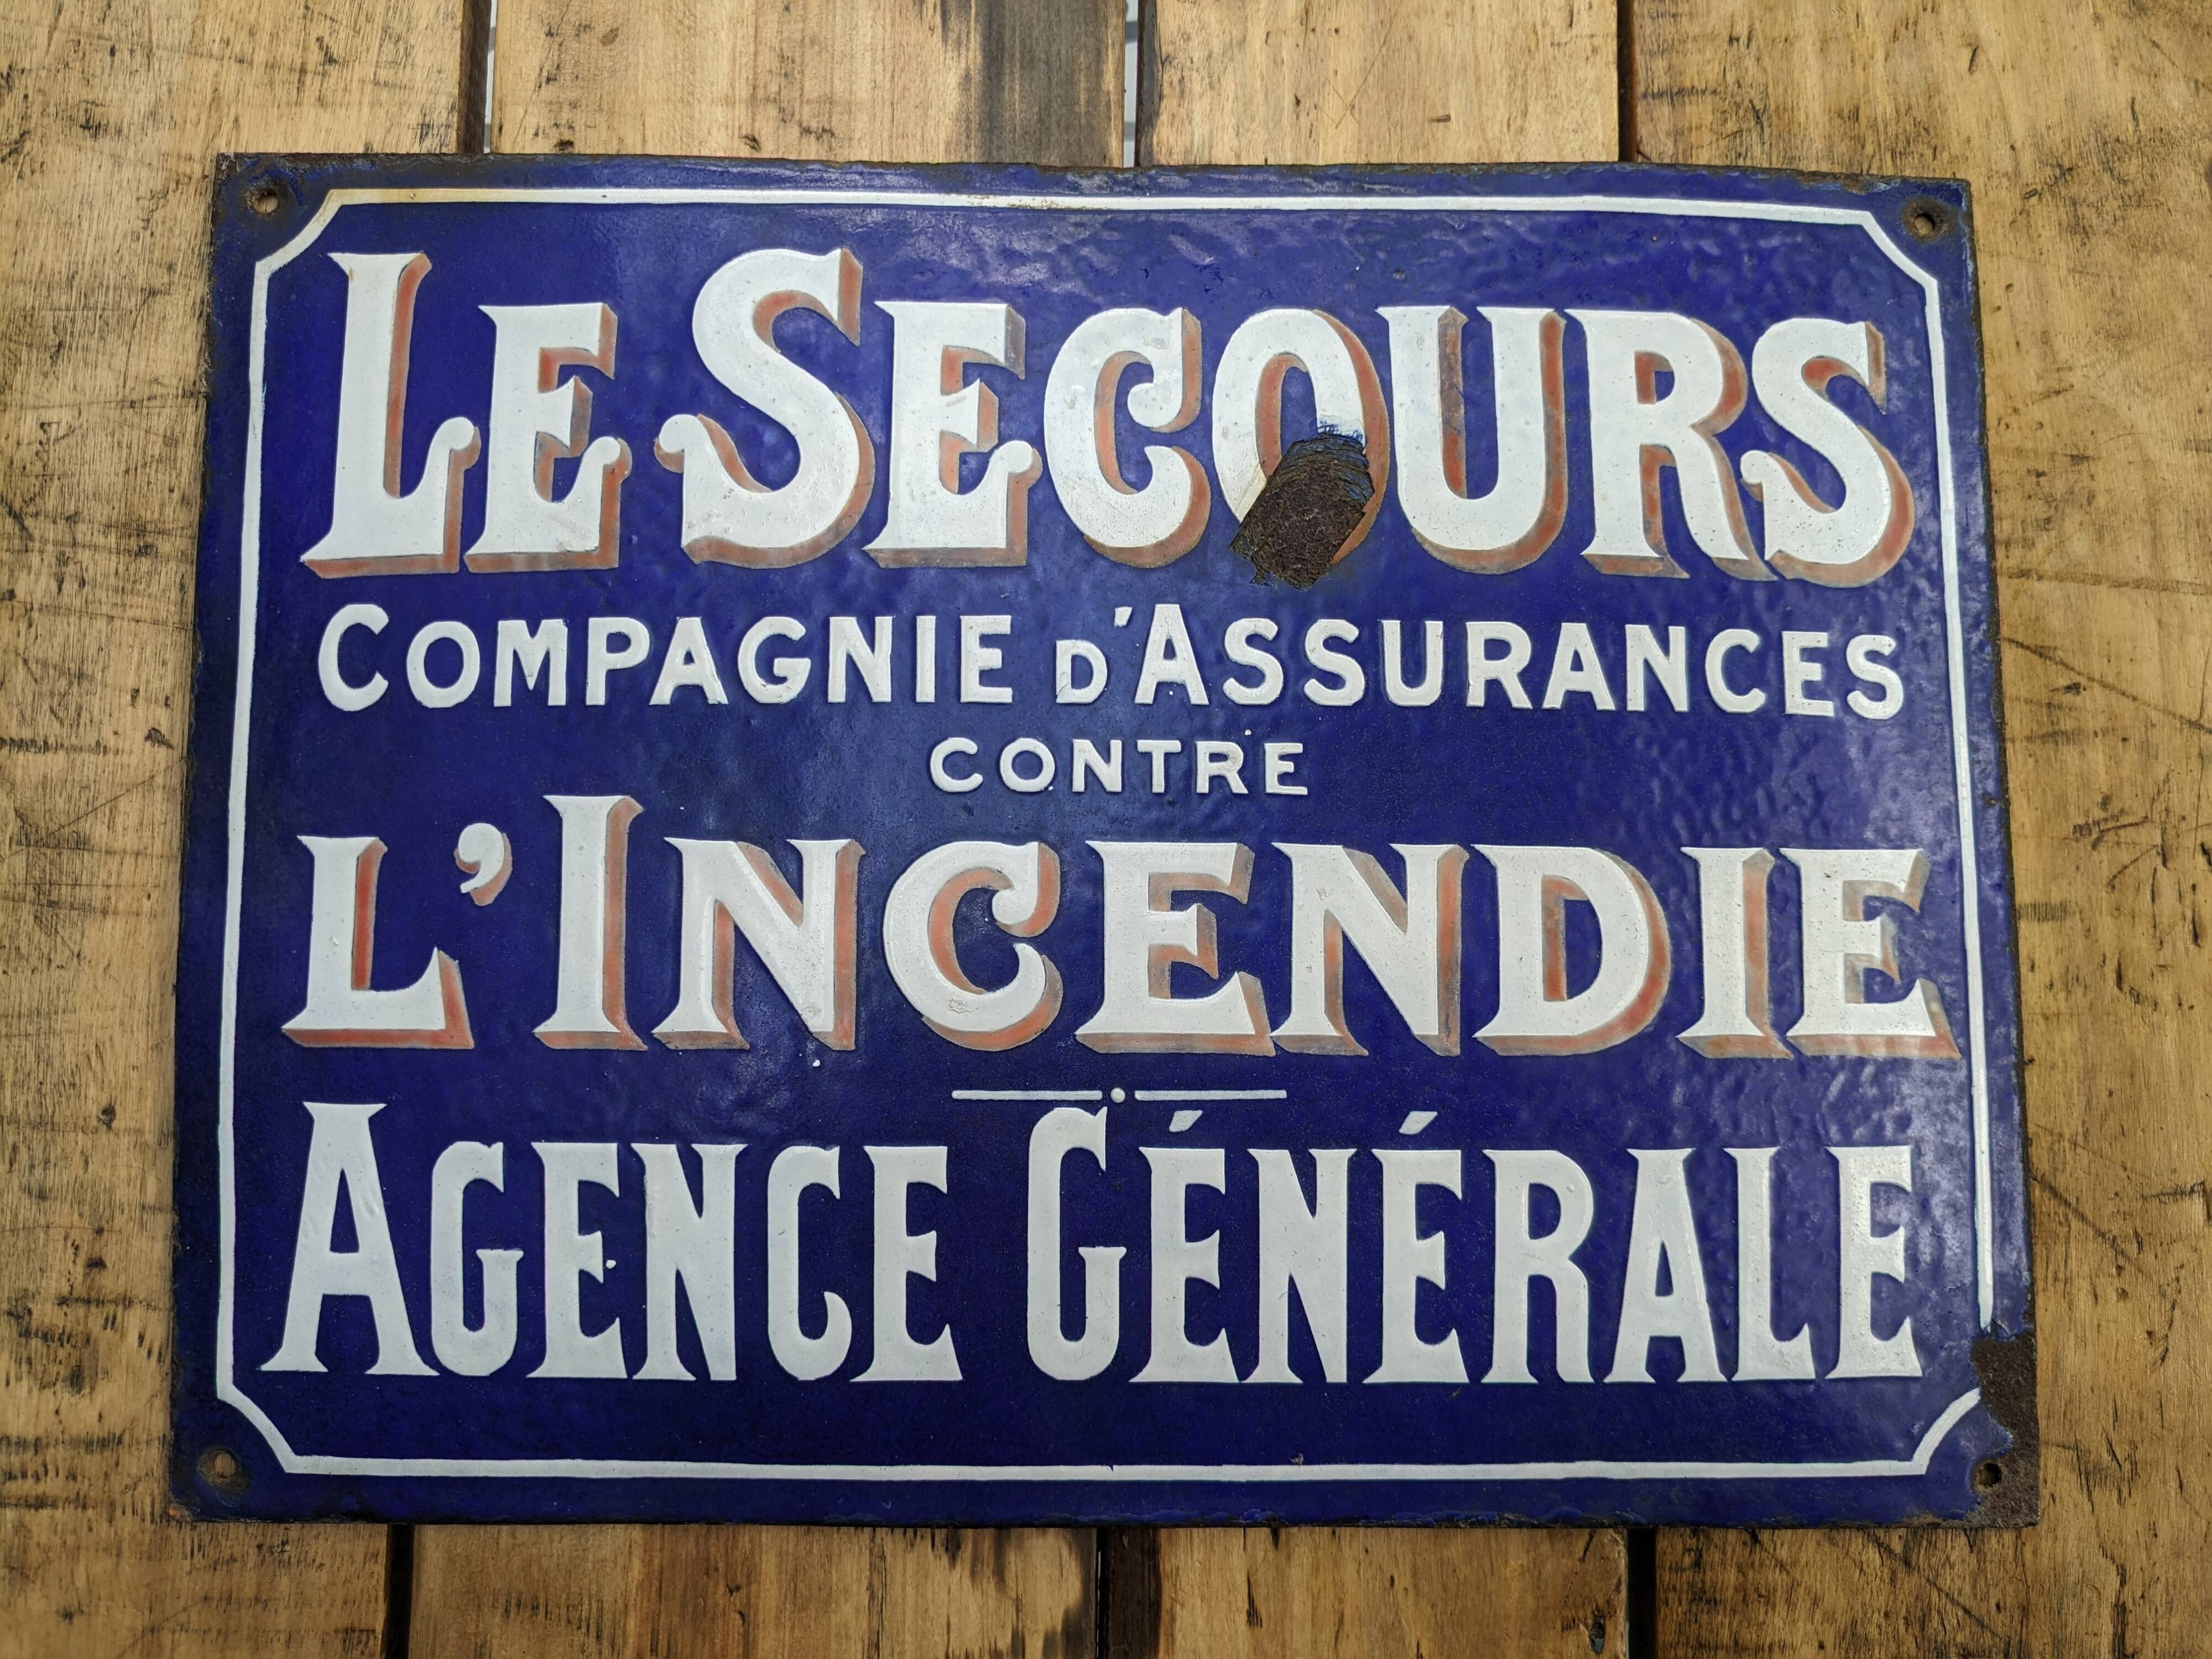 LE SECOURS
COMPAGNIE D'ASSURANCES
CONTRE
L'INCENDIE
AGENCE GÉNÉRALE